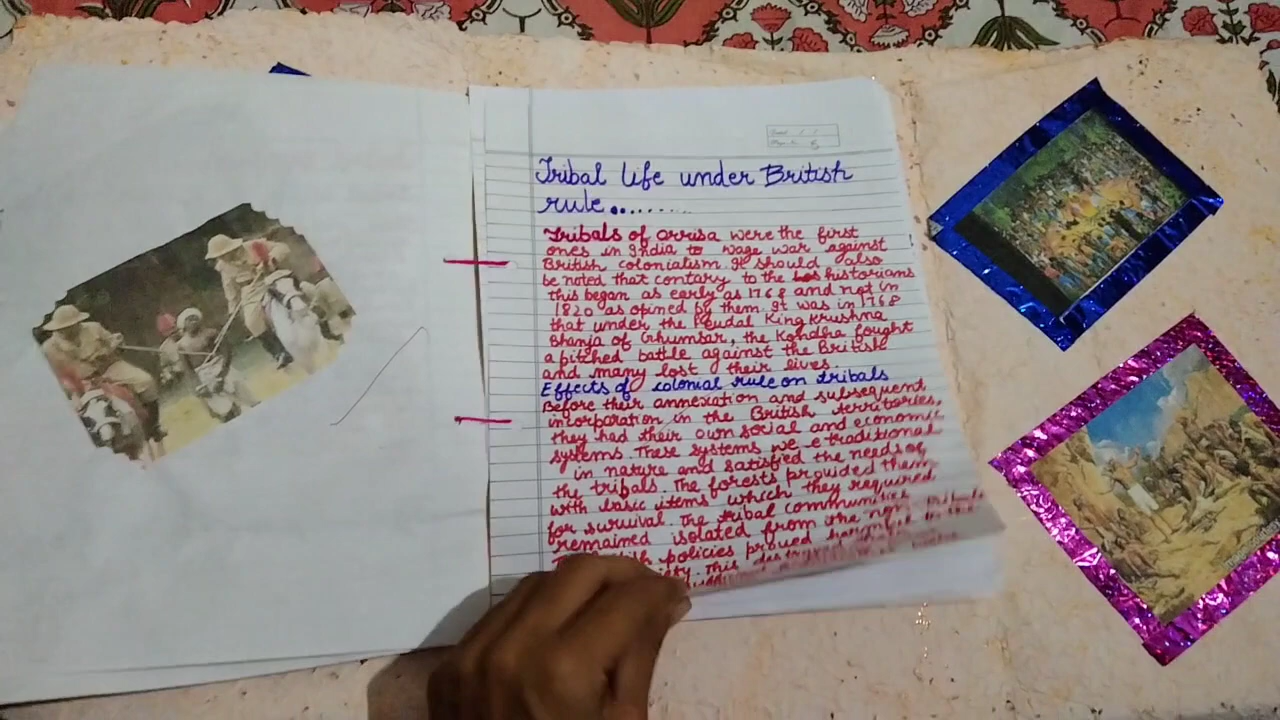 Tribal life under British
rule.........
Tribals of orrisa were the first
ones in India to wage war against
British colonialism. It should also
be noted that contary to the historians
this began as early as 1768 and not in
1820 as opined by them. It was in 1768
that under the Feudal King Krushna
Bhanja of Ghumsar, the Kondha fought
a pitched battle against the British
and many lost their lives.
Effects of colonial rule on tribals
Before their annexation and subsequent
incorporation in the British territories,
they had their own social and economic
systems. These systems we e traditional
in nature and satisfied the needs of
the tribals. The forests provided them
with basic items which they required
for survival. The tribal communities
remained isolated from the non
policies proved
This